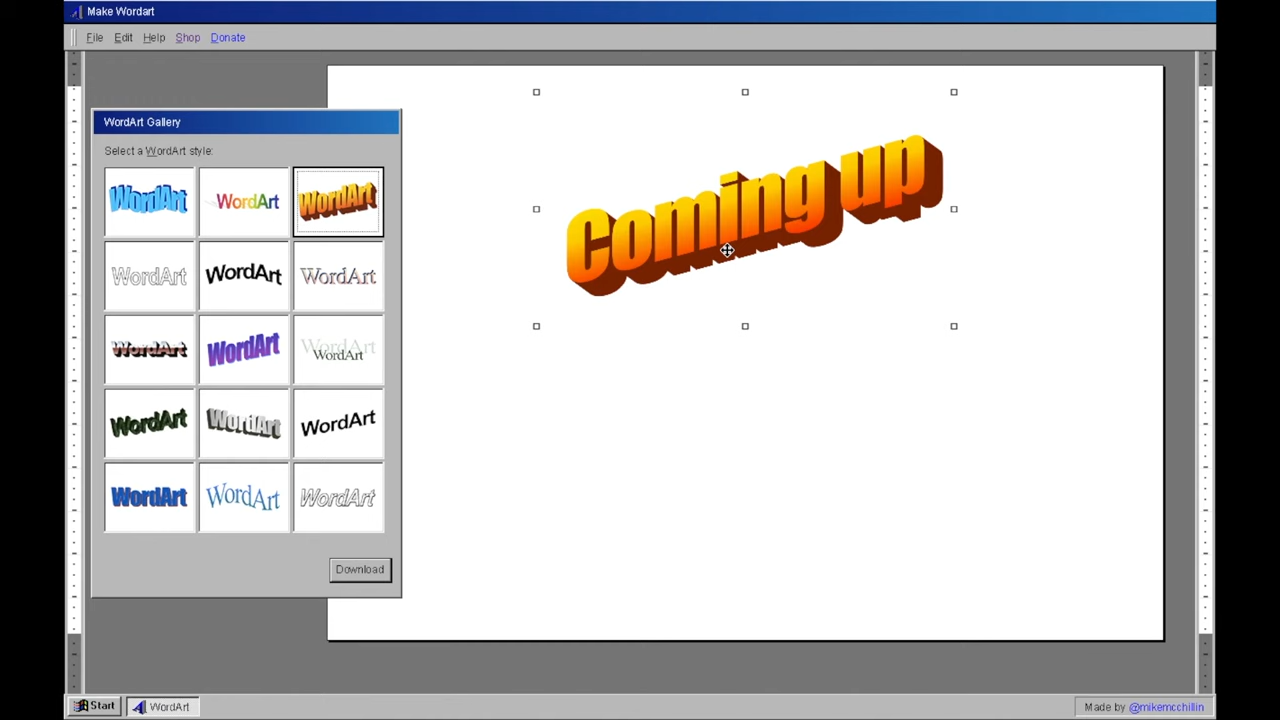 Make Wordart
File Edit Help Shop Donate
WordArt Gallery
Select a WordArt style:
WordArt WordArt WordArt
WordArt WordArt WordArt
WordArt WordArt WordArt WordArt
WordArt WordArt WordArt
WordArt WordArt WordArt
Download
Coming up
Start WordArt Made by @mikemcchillin